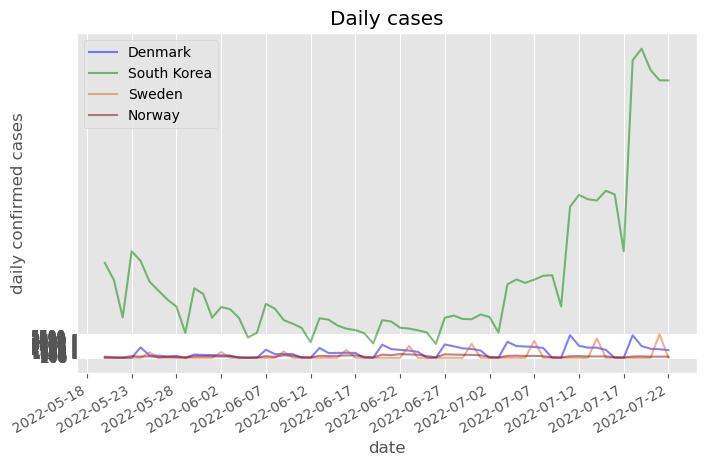 Daily cases
Denmark
South Korea
Sweden
Norway
daily confirmed cases
2022-05-18
2022-05-23
2022-05-28
2022-06-02
2022-06-07
2022-06-12
2022-06-17
2022-06-22
2022-06-27
2022-07-02
2022-07-07
2022-07-12
2022-07-17
2022-07-22
date